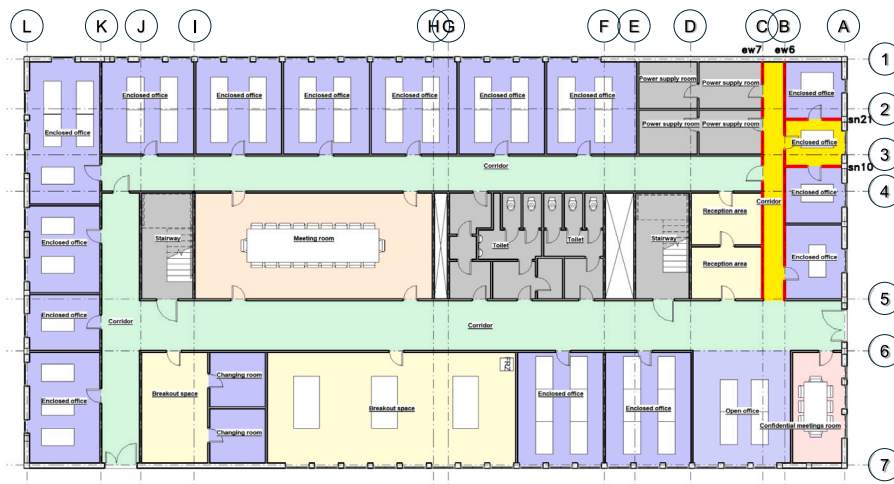 L K J I H G F E D C B A
ew7 ew6
1
Power supply room Power supply room
Enclosed office Enclosed office Enclosed office Enclosed office Enclosed office Enclosed office Enclosed office
2
sn21
Power supply room Power supply room
Enclosed office
Enclosed office
3
Corridor
sn10
4
Enclosed office
Corridor
Reception area
Enclosed office
Stairway Meeting room Toilet Toilet Stairway
Reception area
Enclosed office
5
Enclosed office
Corridor
Corridor
6
Changing room
Enclosed office
Breakout space
Enclosed office
Enclosed office
FRZ
Breakout space
Open office
Confidential meetings room
Changing room
7